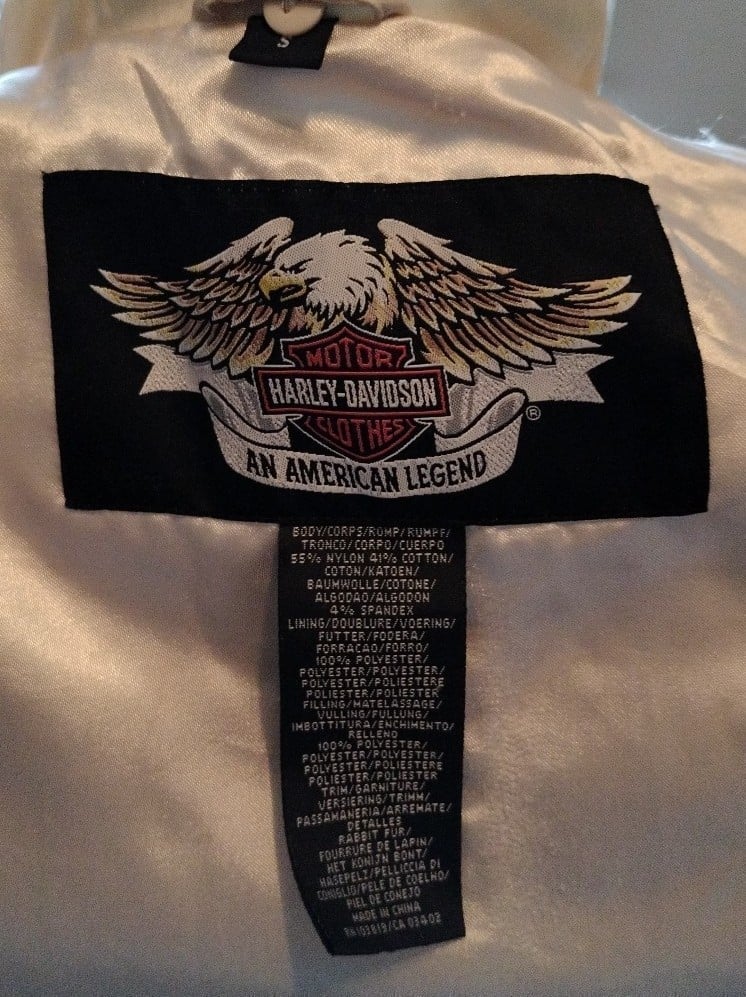 S
MOTOR
HARLEY-DAVIDSON
CLOTHES
®
AN AMERICAN LEGEND
BODY/CORPS/ROMP/RUMPF/
TRONCO/CORPO/CUERPO
55% NYLON 41% COTTON/
COTON/KATOEN/
BAUMWOLLE/COTONE/
ALGODAO/ALGODON
4% SPANDEX
LINING/DOUBLURE/VOERING/
FUTTER/FODERA/
FORRACAO/FORRO/
100% POLYESTER/
POLYESTER/POLYESTER/
POLYESTER/POLIESTERE
POLIESTER/POLIESTER
FILLING/MATELASSAGE/
VULLING/FULLUNG/
IMBOTTITURA/ENCHIMENTO/
RELLENO
100% POLYESTER/
POLYESTER/POLYESTER/
POLYESTER/POLIESTERE
POLIESTER/POLIESTER
TRIM/GARNITURE/
VERSIERING/TRIMM/
PASSAMANERIA/ARREMATE/
DETALLES
RABBIT FUR/
FOURRURE DE LAPIN/
HET KONIJN BONT/
HASEPELZ/PELLICCIA DI
CONIGLIO/PELE DE COELHO/
PIEL DE CONEJO
MADE IN CHINA
RN 103819/CA 03402